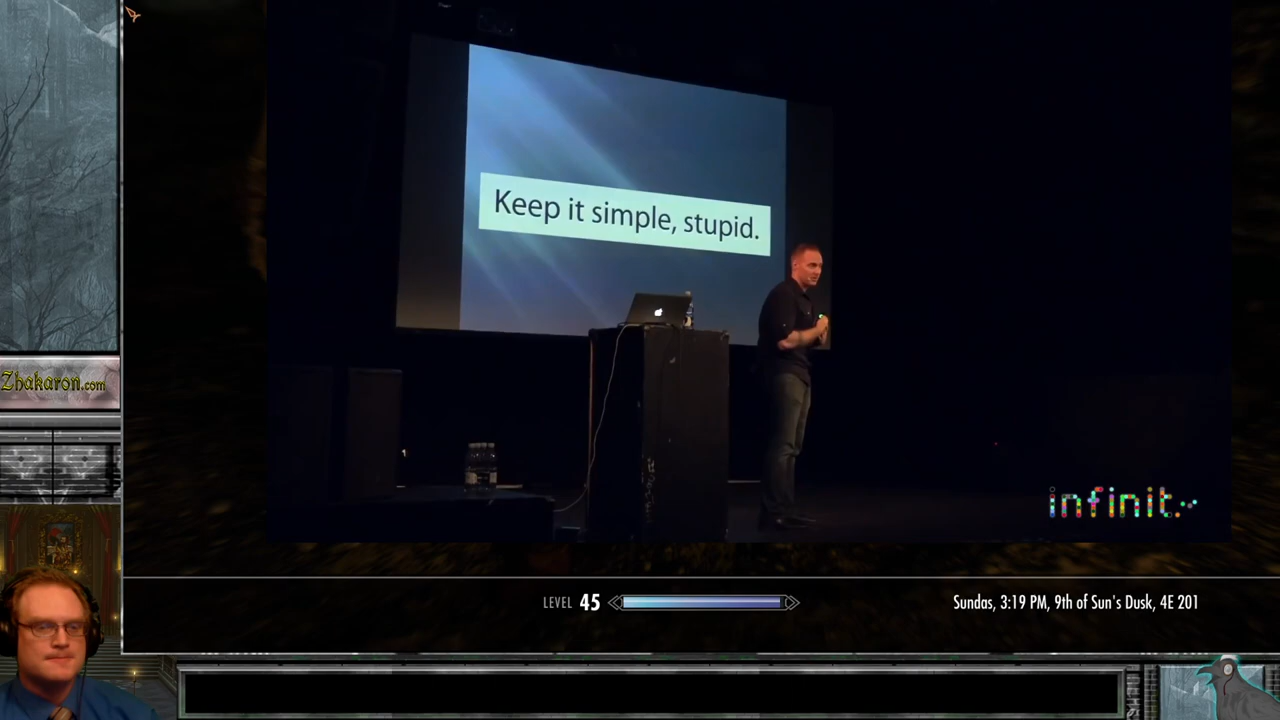 Keep it simple, stupid.
Zhakaron.com
infinit
LEVEL 45
Sundas, 3:19 PM, 9th of Sun's Dusk, 4E 201